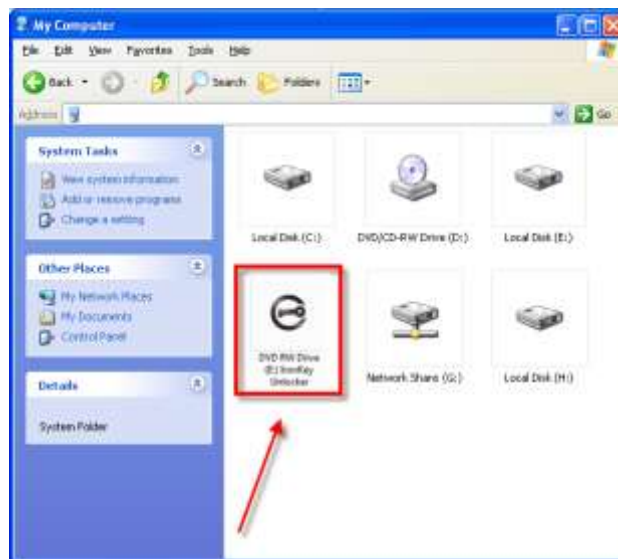 My Computer
File Edit View Favorites Tools Help
Back Search Folders
Address Go
System Tasks
View system information
Add or remove programs
Change a setting
Other Places
My Network Places
My Documents
Control Panel
Details
System Folder
Local Disk (C:) DVD/CD-RW Drive (D:) Local Disk (E:)
DVD RW Drive
(E:) IronKey
Unlocker
Network Share (G:) Local Disk (H:)